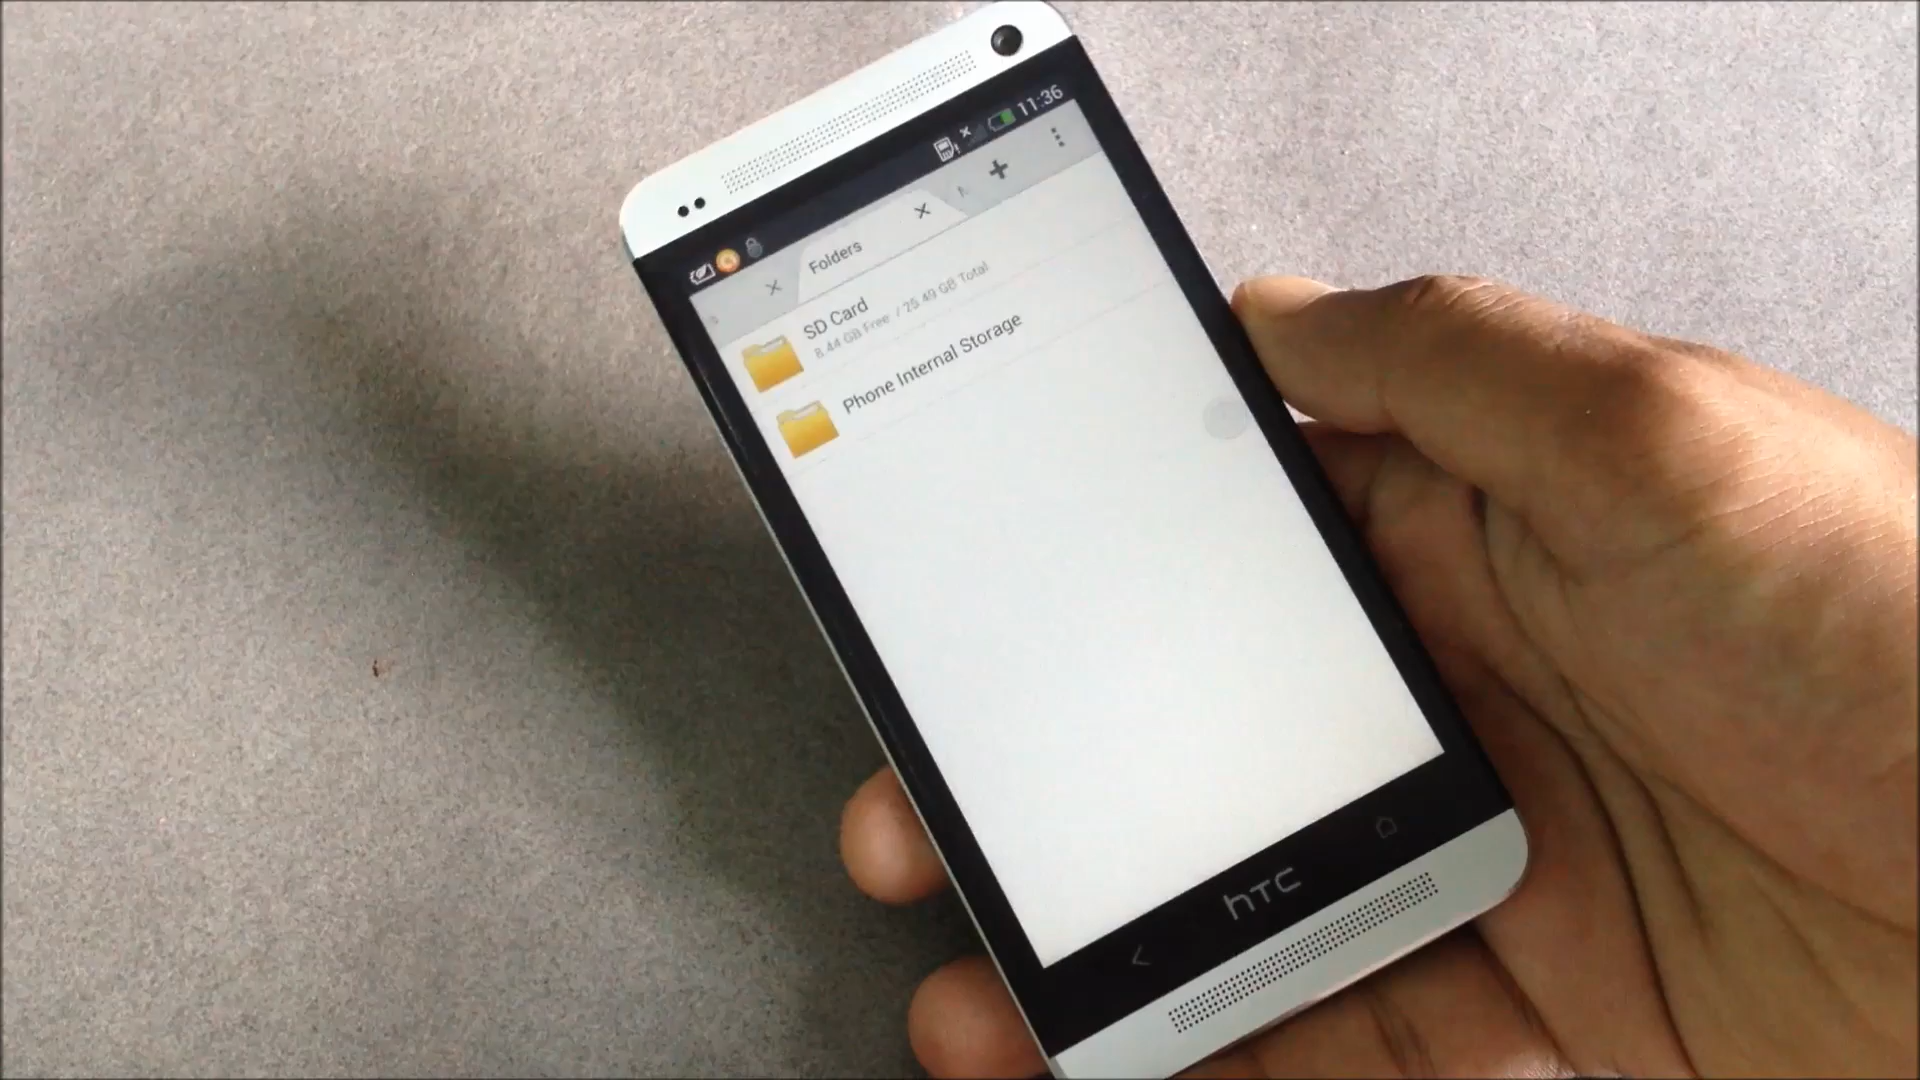 11:36
Folders
SD Card
8.44 GB Free / 25.49 GB Total
Phone Internal Storage
hTC